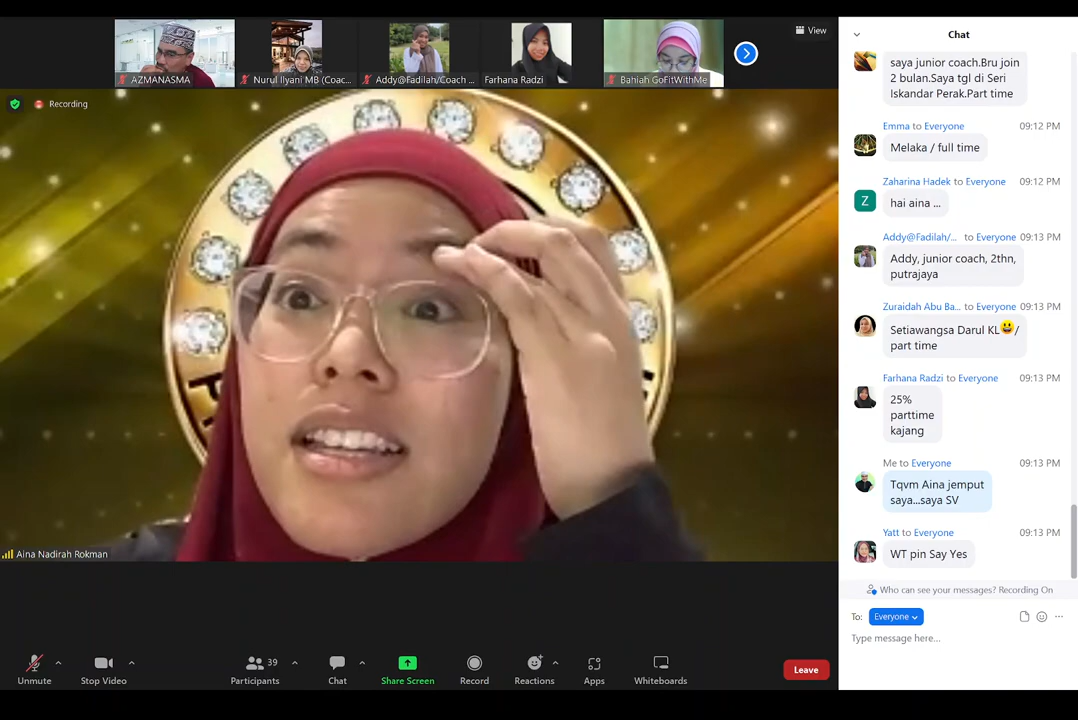 View
AZMANASMA
Nurul Ilyani MB (Coac...
Addy@Fadilah/Coach ...
Farhana Radzi
Bahiah GoFitWithMe
Recording
Aina Nadirah Rokman
Unmute
Stop Video
39
Participants
Chat
Share Screen
Record
Reactions
Apps
Whiteboards
Leave
Chat
saya junior coach.Bru join
2 bulan.Saya tgl di Seri
Iskandar Perak.Part time
Emma to Everyone 09:12 PM
Melaka / full time
Zaharina Hadek to Everyone 09:12 PM
Z
hai aina ...
Addy@Fadilah/... to Everyone 09:13 PM
Addy, junior coach, 2thn,
putrajaya
Zuraidah Abu Ba... to Everyone 09:13 PM
Setiawangsa Darul KL😃/
part time
Farhana Radzi to Everyone 09:13 PM
25%
parttime
kajang
Me to Everyone 09:13 PM
Tqvm Aina jemput
saya...saya SV
Yatt to Everyone 09:13 PM
WT pin Say Yes
Who can see your messages? Recording On
To: Everyone
Type message here...